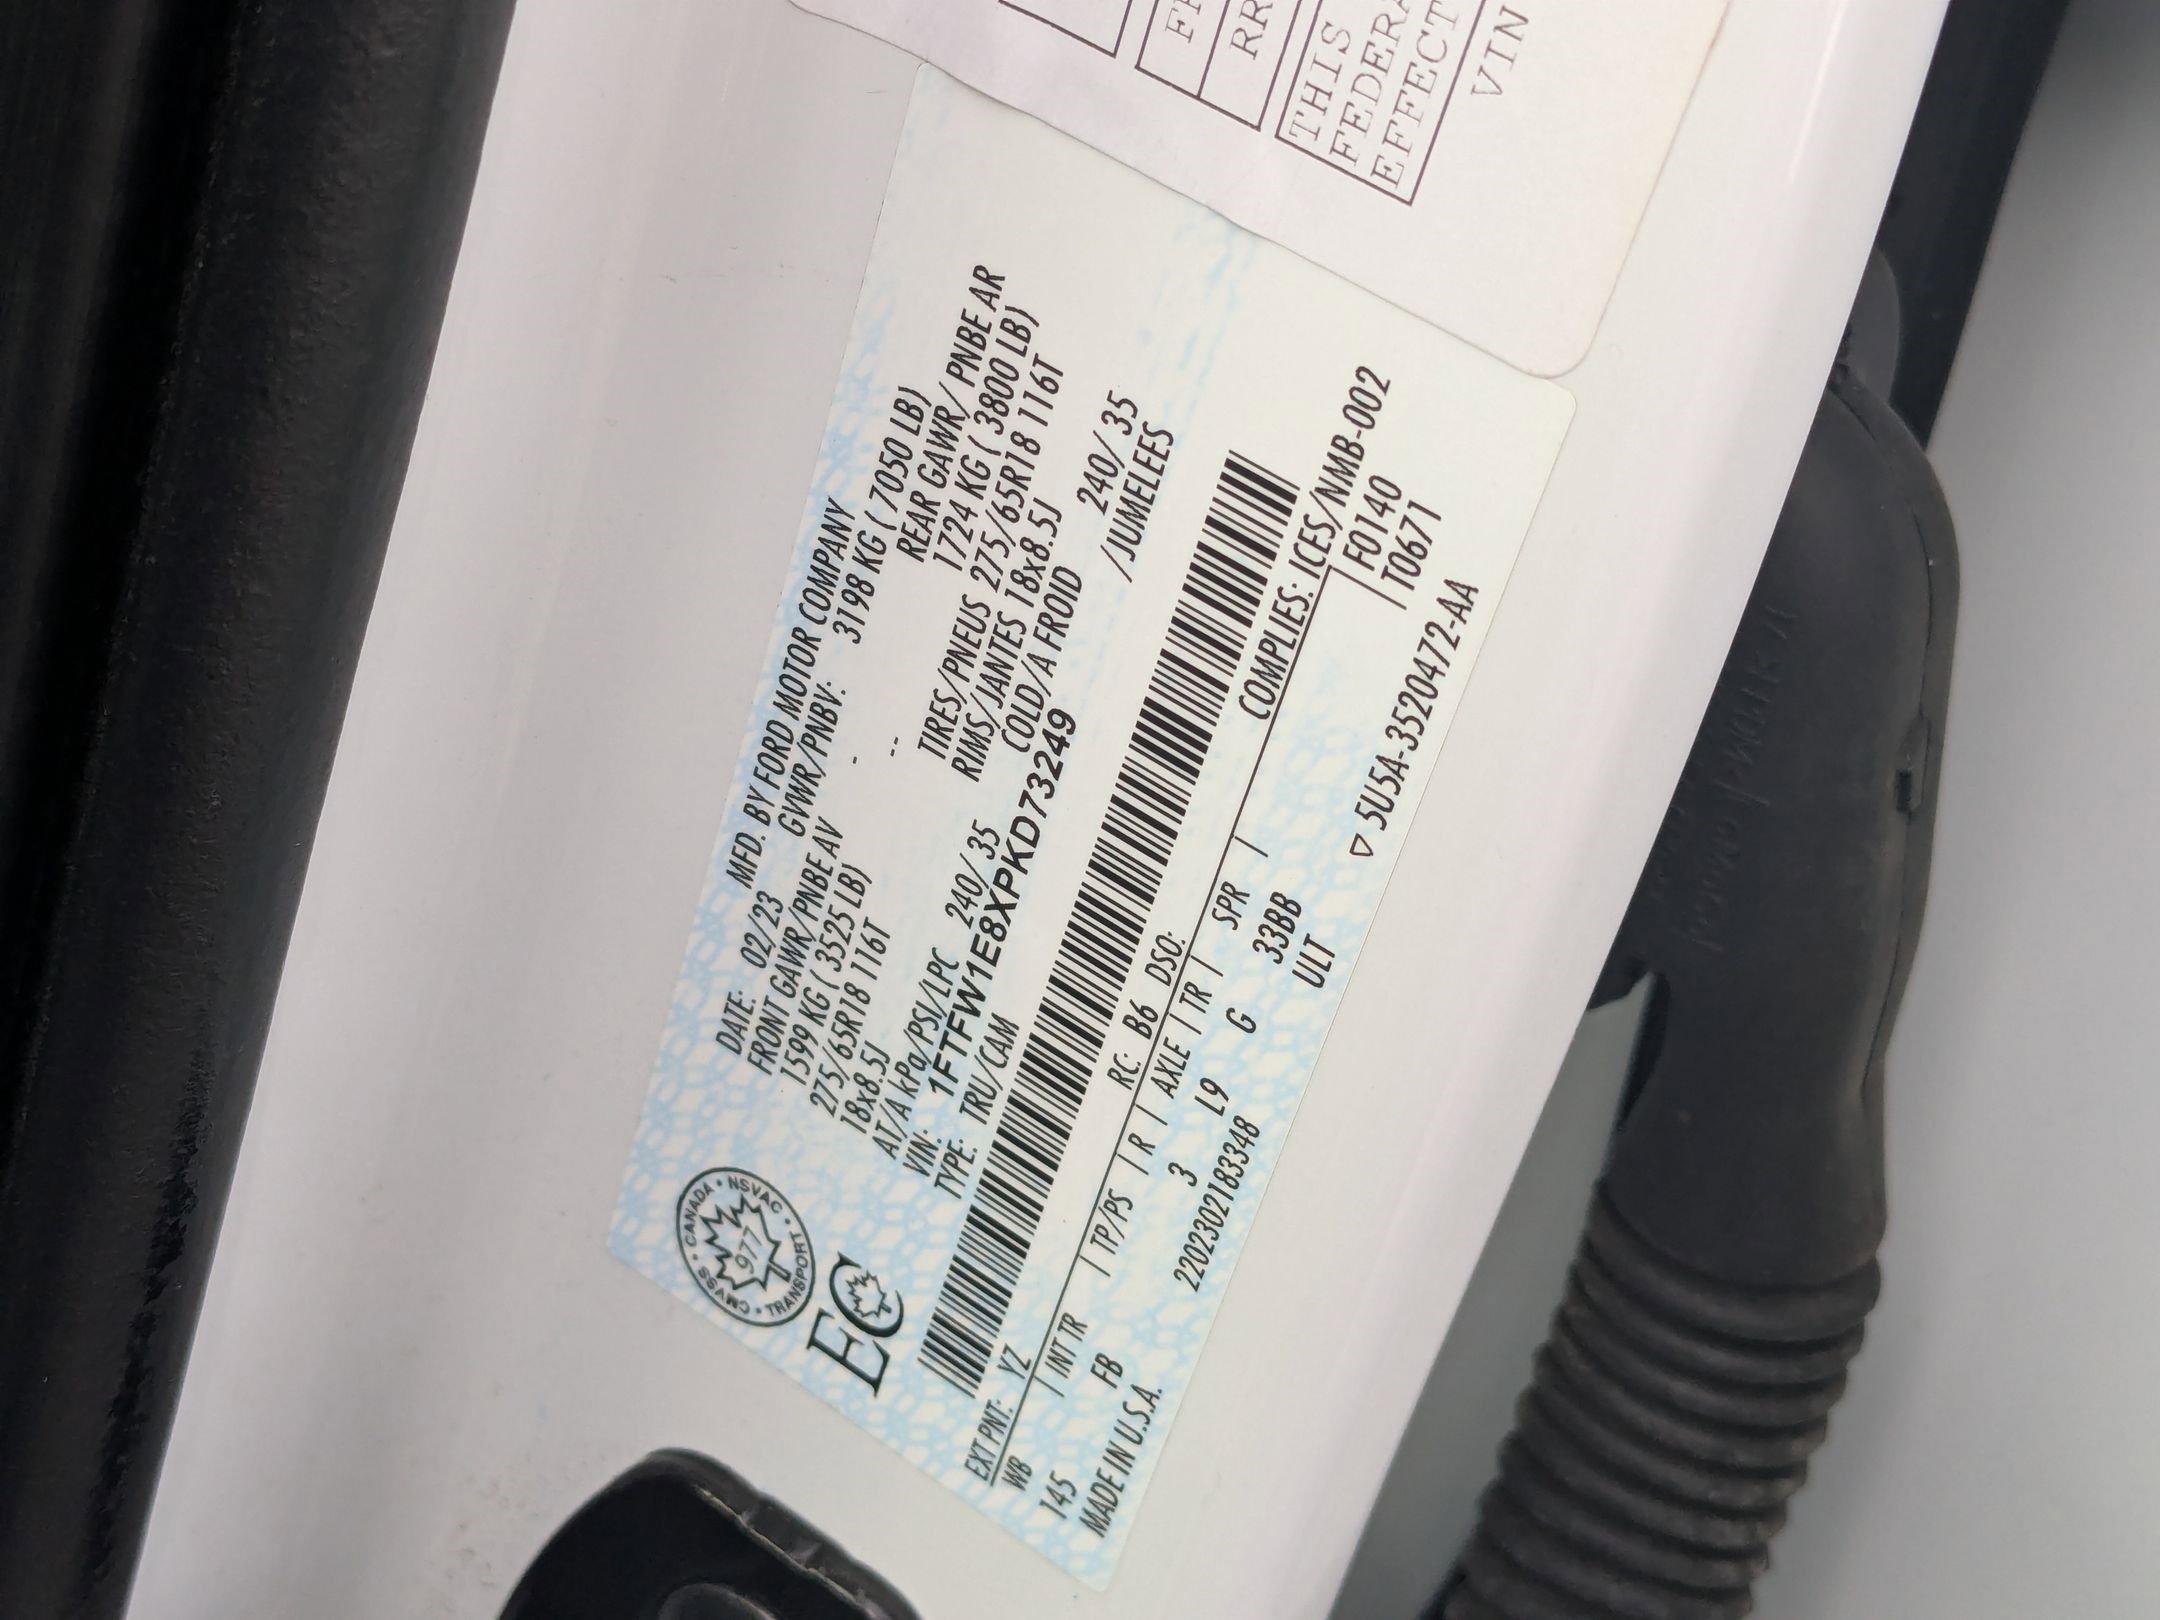 FR
RR
THIS
FEDERA
EFFECT
VIN
CMVSS • CANADA • NSVAC • TRANSPORT •
977
EC
DATE: 02/23 MFD. BY FORD MOTOR COMPANY
FRONT GAWR/PNBE AV GVWR/PNBV: 3198 KG ( 7050 LB)
1599 KG ( 3525 LB) - REAR GAWR/ PNBE AR
275/65R18 116T -- 1724 KG ( 3800 LB)
18x8.5J TIRES/PNEUS 275/65R18 116T
AT/A kPa/PSI/LPC 240/35 RIMS/JANTES 18x8.5J
COLD/A FROID 240/35
VIN: 1FTFW1E8XPKD73249 /JUMELEES
TYPE: TRU/CAM
COMPLIES: ICES/NMB-002
EXT PNT: YZ RC: B6 DSO: F0140
WB | INT TR | TP/PS | R | AXLE | TR | SPR | T0671
145 FB 3 L9 G 33BB
MADE IN U.S.A. 220230218334​8 ULT
▽ 5U5A-3520472-AA